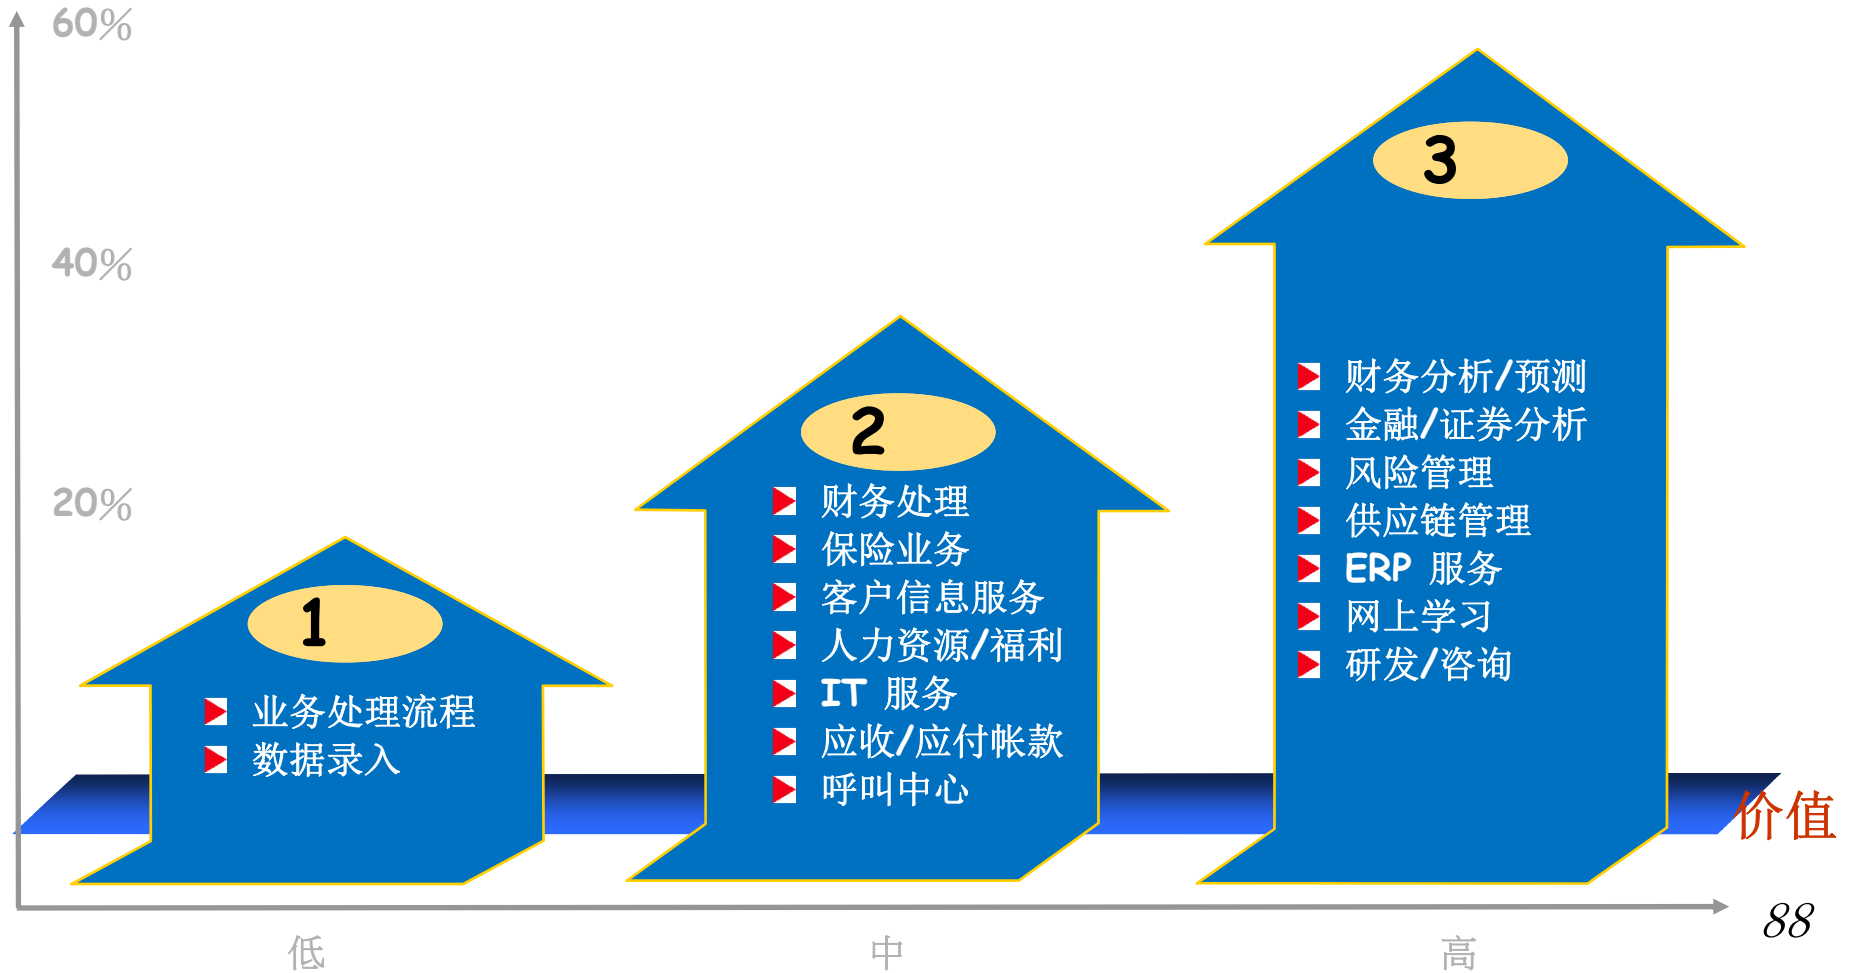 60%
40%
20%
1
业务处理流程
数据录入
2
财务处理
保险业务
客户信息服务
人力资源/福利
IT 服务
应收/应付帐款
呼叫中心
3
财务分析/预测
金融/证券分析
风险管理
供应链管理
ERP 服务
网上学习
研发/咨询
价值
低
中
高
88